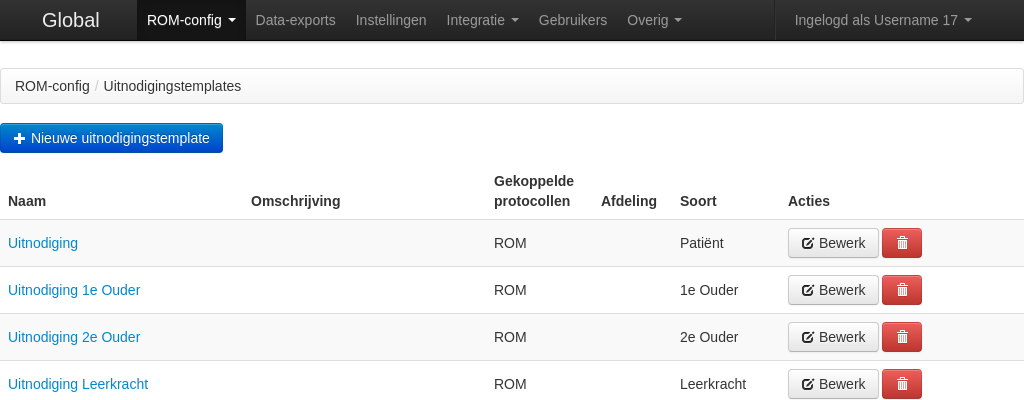 Global ROM-config Data-exports Instellingen Integratie Gebruikers Overig Ingelogd als Username 17
ROM-config / Uitnodigingstemplates
Nieuwe uitnodigingstemplate
Naam Omschrijving Gekoppelde protocollen Afdeling Soort Acties
Uitnodiging ROM Patiënt Bewerk
Uitnodiging 1e Ouder ROM 1e Ouder Bewerk
Uitnodiging 2e Ouder ROM 2e Ouder Bewerk
Uitnodiging Leerkracht ROM Leerkracht Bewerk